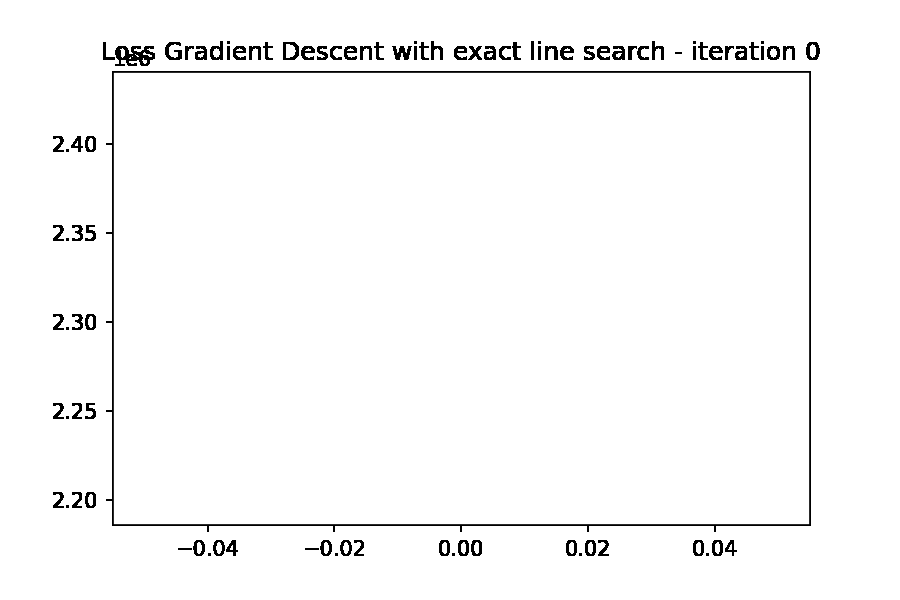 Loss Gradient Descent with exact line search - iteration 0
1e6
2.40
2.35
2.30
2.25
2.20
−0.04 −0.02 0.00 0.02 0.04